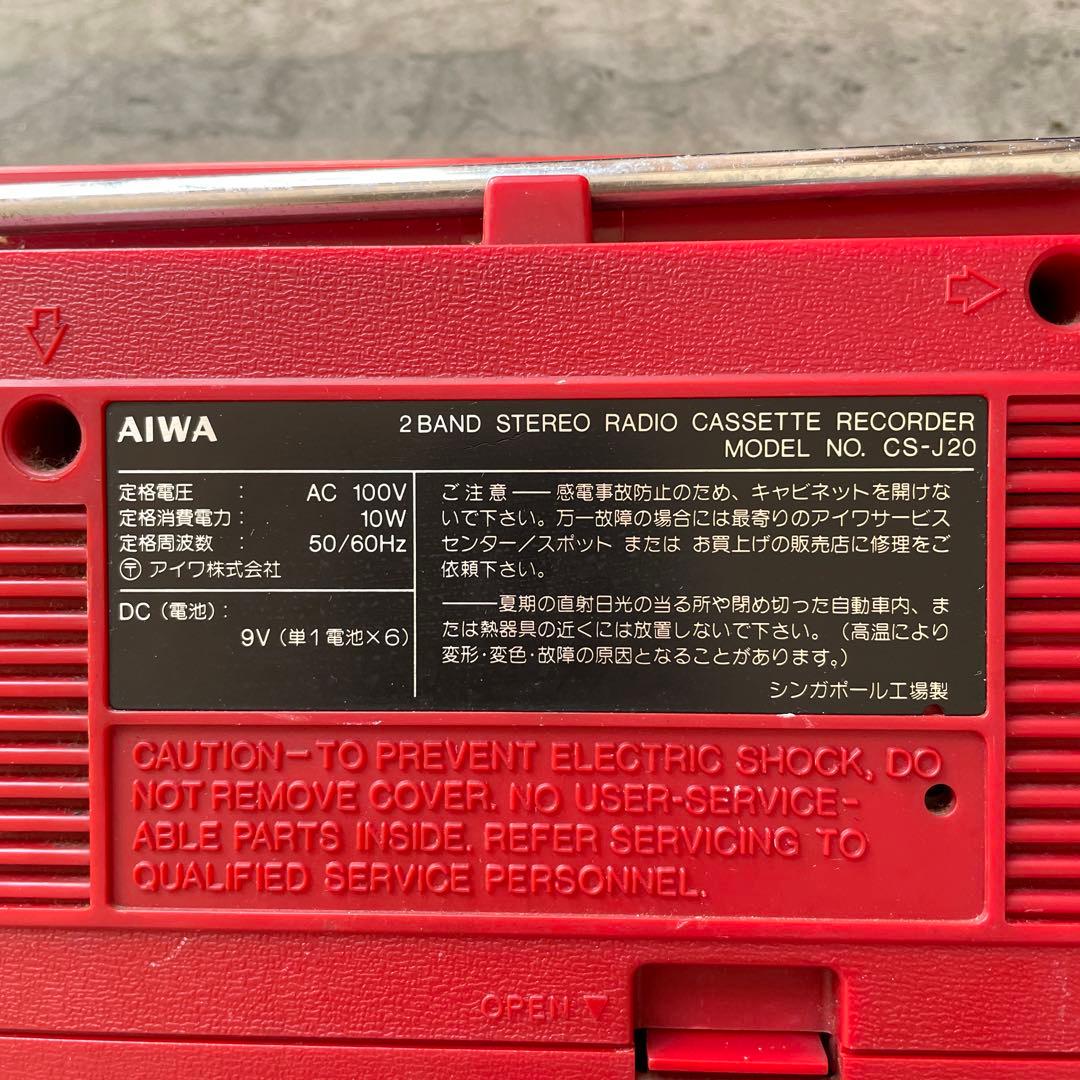 AIWA
2 BAND STEREO RADIO CASSETTE RECORDER
MODEL NO. CS-J20
定格電圧 : AC 100V
定格消費電力: 10W
定格周波数 : 50/60Hz
〶 アイワ株式会社
DC (電池):
9V (単1電池×6)
ご注意── 感電事故防止のため、キャビネットを開けな
いで下さい。万一故障の場合には最寄りのアイワサービス
センター/スポット または お買上げの販売店に修理をご
依頼下さい。
──夏期の直射日光の当る所や閉め切った自動車内、ま
たは熱器具の近くには放置しないで下さい。(高温により
変形・変色・故障の原因となることがあります。)
シンガポール工場製
CAUTION-TO PREVENT ELECTRIC SHOCK, DO
NOT REMOVE COVER. NO USER-SERVICE-
ABLE PARTS INSIDE. REFER SERVICING TO
QUALIFIED SERVICE PERSONNEL.
OPEN ▼